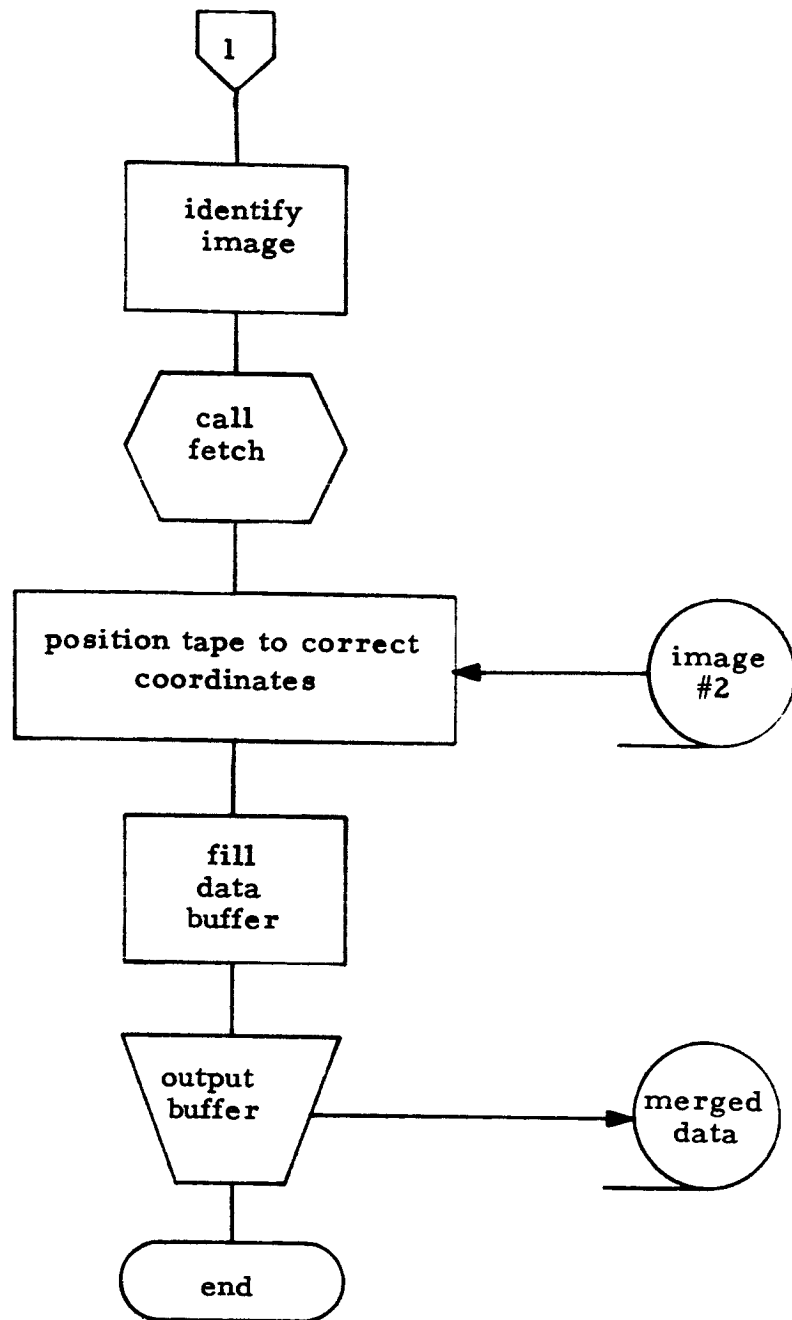 1
identify
image
call
fetch
position tape to correct
coordinates
image
#2
fill
data
buffer
output
buffer
merged
data
end